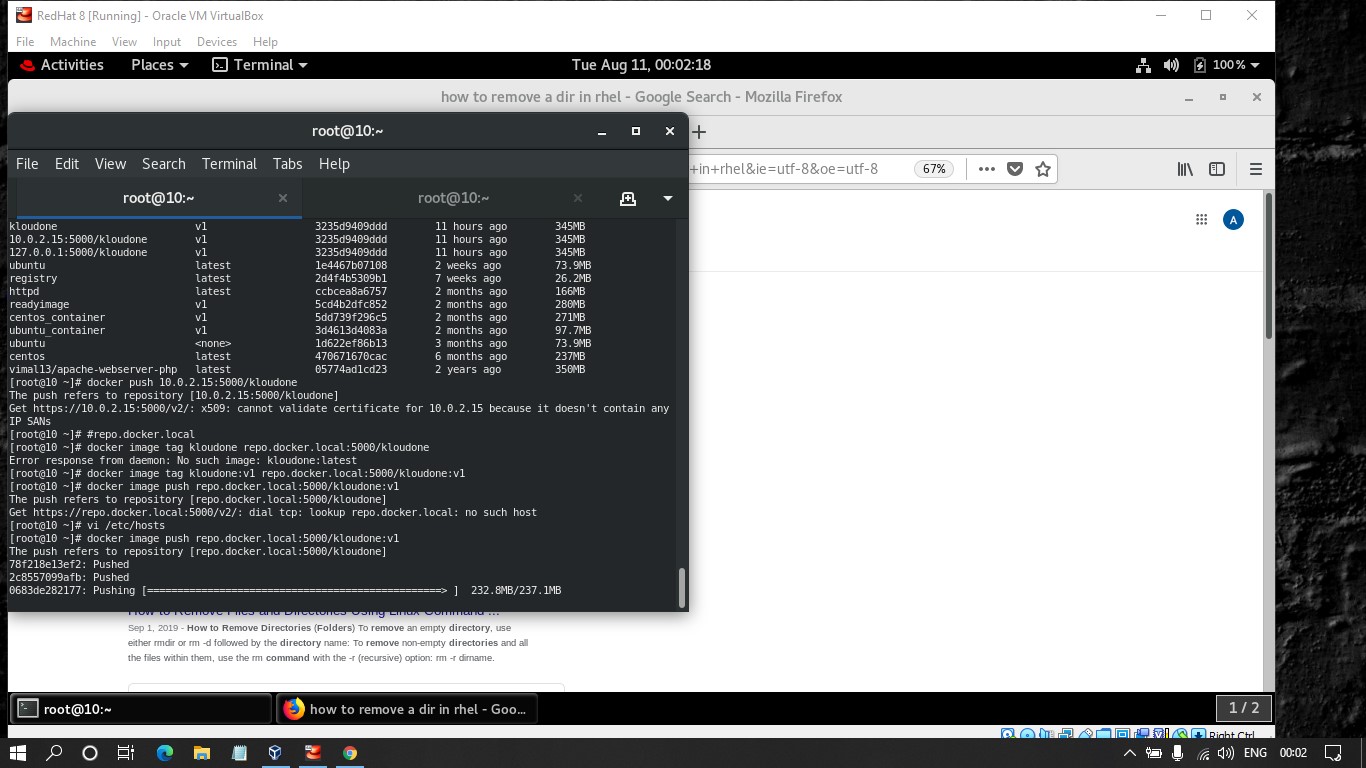 RedHat 8 [Running] - Oracle VM VirtualBox
File Machine View Input Devices Help
Activities Places Terminal Tue Aug 11, 00:02:18 100 %
how to remove a dir in rhel - Google Search - Mozilla Firefox
root@10:~
+in+rhel&ie=utf-8&oe=utf-8 67%
File Edit View Search Terminal Tabs Help
root@10:~ root@10:~
A
kloudone v1 3235d9409ddd 11 hours ago 345MB
10.0.2.15:5000/kloudone v1 3235d9409ddd 11 hours ago 345MB
127.0.0.1:5000/kloudone v1 3235d9409ddd 11 hours ago 345MB
ubuntu latest 1e4467b07108 2 weeks ago 73.9MB
registry latest 2d4f4b5309b1 7 weeks ago 26.2MB
httpd latest ccbcea8a6757 2 months ago 166MB
readyimage v1 5cd4b2dfc852 2 months ago 280MB
centos_container v1 5dd739f296c5 2 months ago 271MB
ubuntu_container v1 3d4613d4083a 2 months ago 97.7MB
ubuntu <none> 1d622ef86b13 3 months ago 73.9MB
centos latest 470671670cac 6 months ago 237MB
vimal13/apache-webserver-php latest 05774ad1cd23 2 years ago 350MB
[root@10 ~]# docker push 10.0.2.15:5000/kloudone
The push refers to repository [10.0.2.15:5000/kloudone]
Get https://10.0.2.15:5000/v2/: x509: cannot validate certificate for 10.0.2.15 because it doesn't contain any
IP SANs
[root@10 ~]# #repo.docker.local
[root@10 ~]# docker image tag kloudone repo.docker.local:5000/kloudone
Error response from daemon: No such image: kloudone:latest
[root@10 ~]# docker image tag kloudone:v1 repo.docker.local:5000/kloudone:v1
[root@10 ~]# docker image push repo.docker.local:5000/kloudone:v1
The push refers to repository [repo.docker.local:5000/kloudone]
Get https://repo.docker.local:5000/v2/: dial tcp: lookup repo.docker.local: no such host
[root@10 ~]# vi /etc/hosts
[root@10 ~]# docker image push repo.docker.local:5000/kloudone:v1
The push refers to repository [repo.docker.local:5000/kloudone]
78f218e13ef2: Pushed
2c8557099afb: Pushed
0683de282177: Pushing [=================================================> ] 232.8MB/237.1MB
How to Remove Files and Directories Using Linux Command ...
Sep 1, 2019 - How to Remove Directories (Folders) To remove an empty directory, use
either rmdir or rm -d followed by the directory name: To remove non-empty directories and all
the files within them, use the rm command with the -r (recursive) option: rm -r dirname.
root@10:~ how to remove a dir in rhel - Goo... 1 / 2
Right Ctrl
ENG 00:02